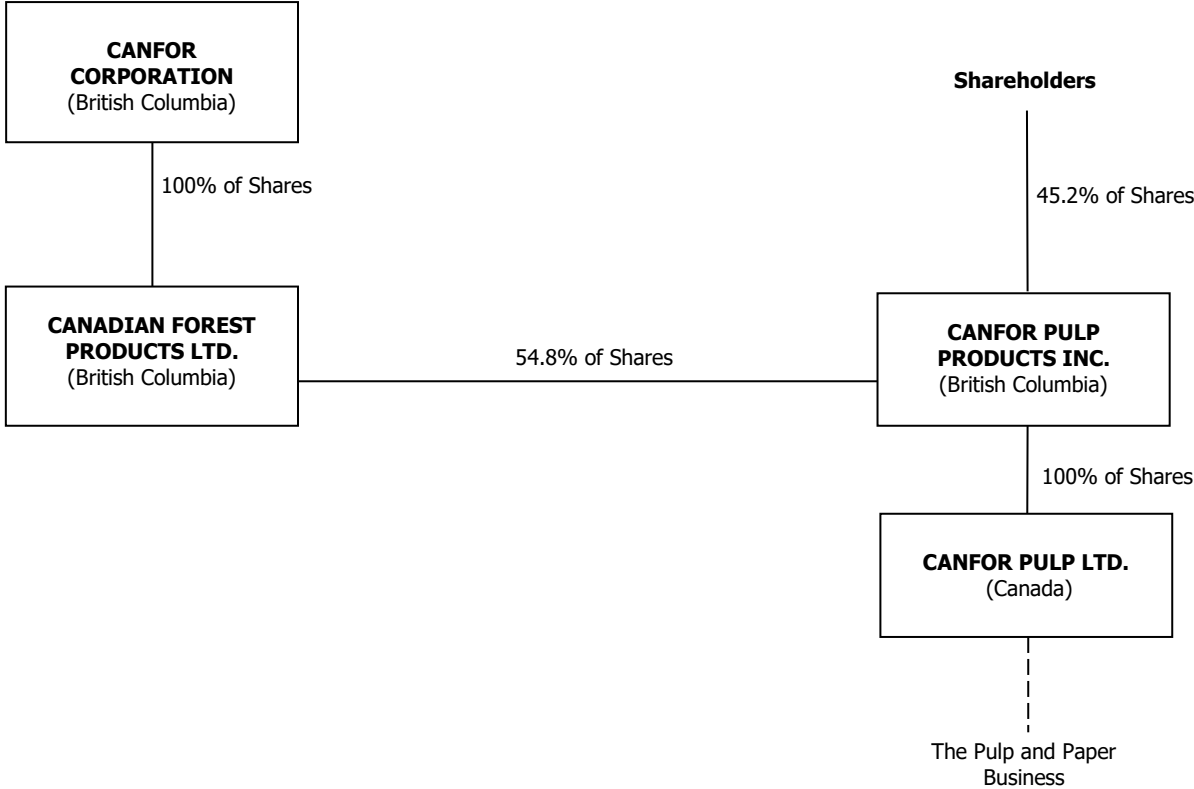 CANFOR
CORPORATION
(British Columbia)
Shareholders
100% of Shares
45.2% of Shares
CANADIAN FOREST
PRODUCTS LTD.
(British Columbia)
54.8% of Shares
CANFOR PULP
PRODUCTS INC.
(British Columbia)
100% of Shares
CANFOR PULP LTD.
(Canada)
The Pulp and Paper
Business